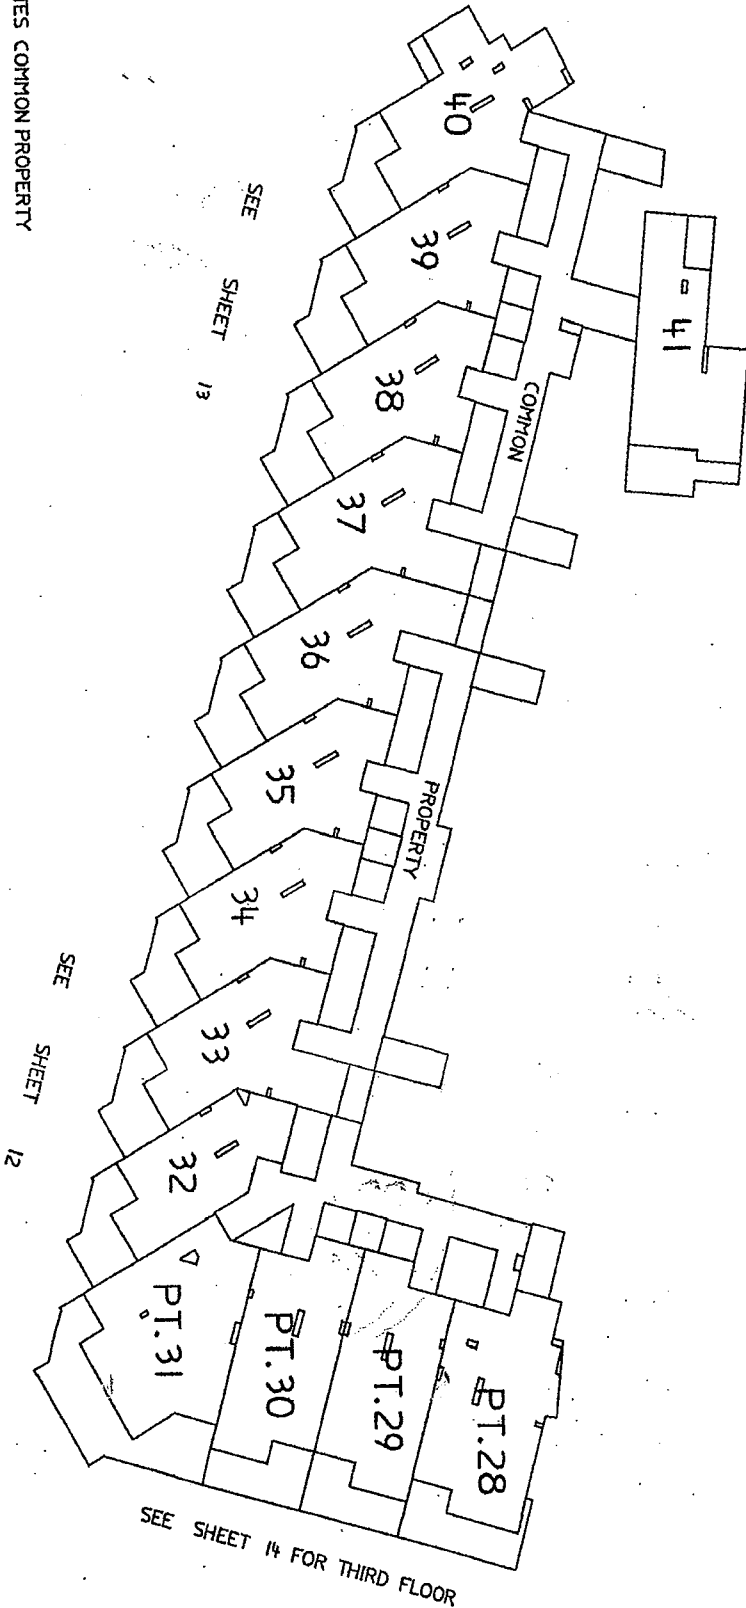 TES COMMON PROPERTY
40
39
38
37
36
35
34
33
32
41
COMMON
PROPERTY
SEE SHEET 13
SEE SHEET 12
PT.31
PT.30
PT.29
PT.28
SEE SHEET 14 FOR THIRD FLOOR